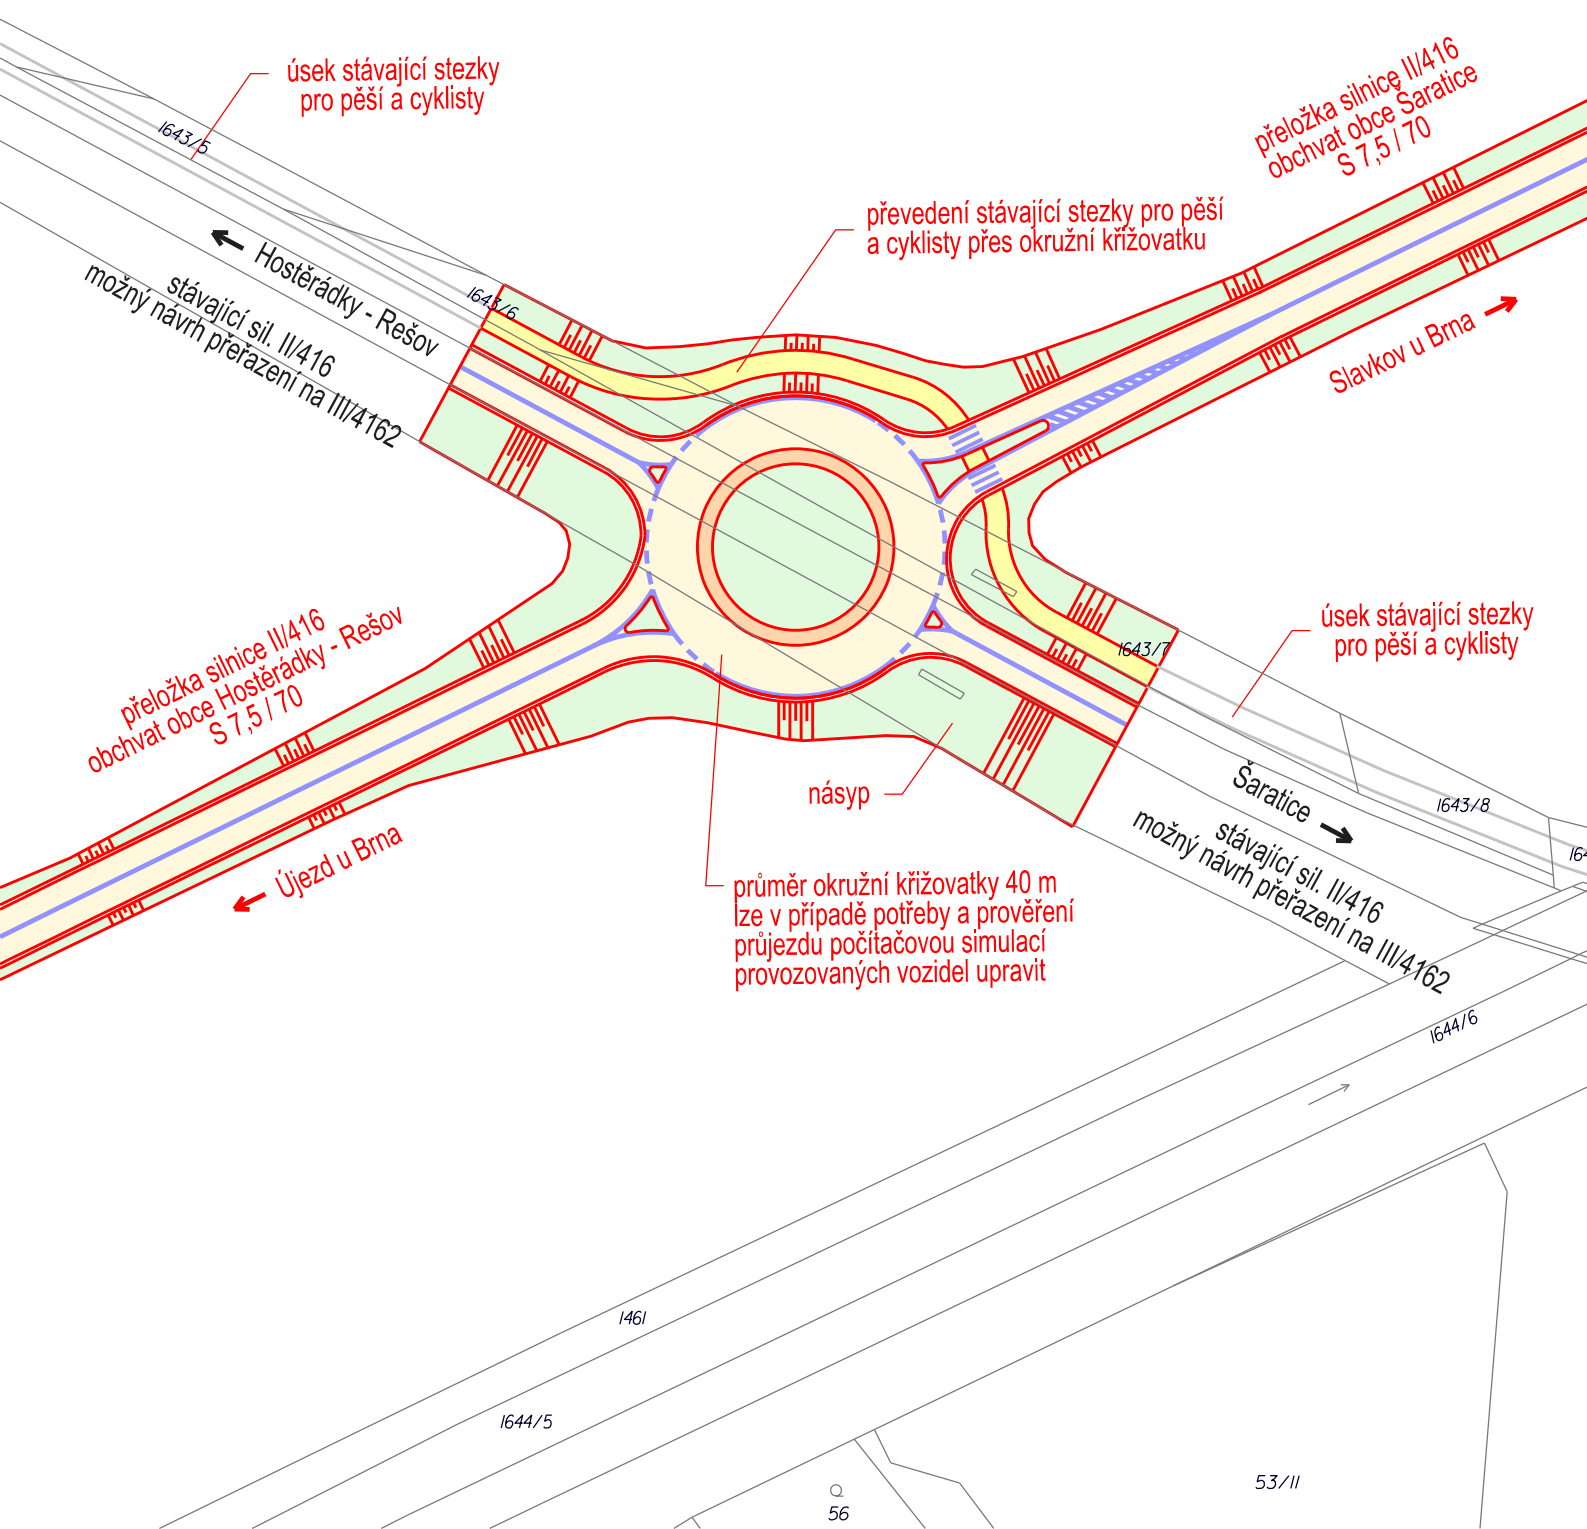 úsek stávající stezky
pro pěší a cyklisty
1643/5
přeložka silnice II/416
obchvat obce Šaratice
S 7,5 / 70
převedení stávající stezky pro pěší
a cyklisty přes okružní křižovatku
Hostěrádky - Rešov
stávající sil. II/416
možný návrh přeřazení na III/4162
1643/6
Slavkov u Brna
přeložka silnice II/416
obchvat obce Hostěrádky - Rešov
S 7,5 / 70
úsek stávající stezky
pro pěší a cyklisty
1643/7
násyp
Šaratice
stávající sil. II/416
možný návrh přeřazení na III/4162
1643/8
164
Újezd u Brna
průměr okružní křižovatky 40 m
lze v případě potřeby a prověření
průjezdu počítačovou simulací
provozovaných vozidel upravit
1644/6
1461
1644/5
53/11
56